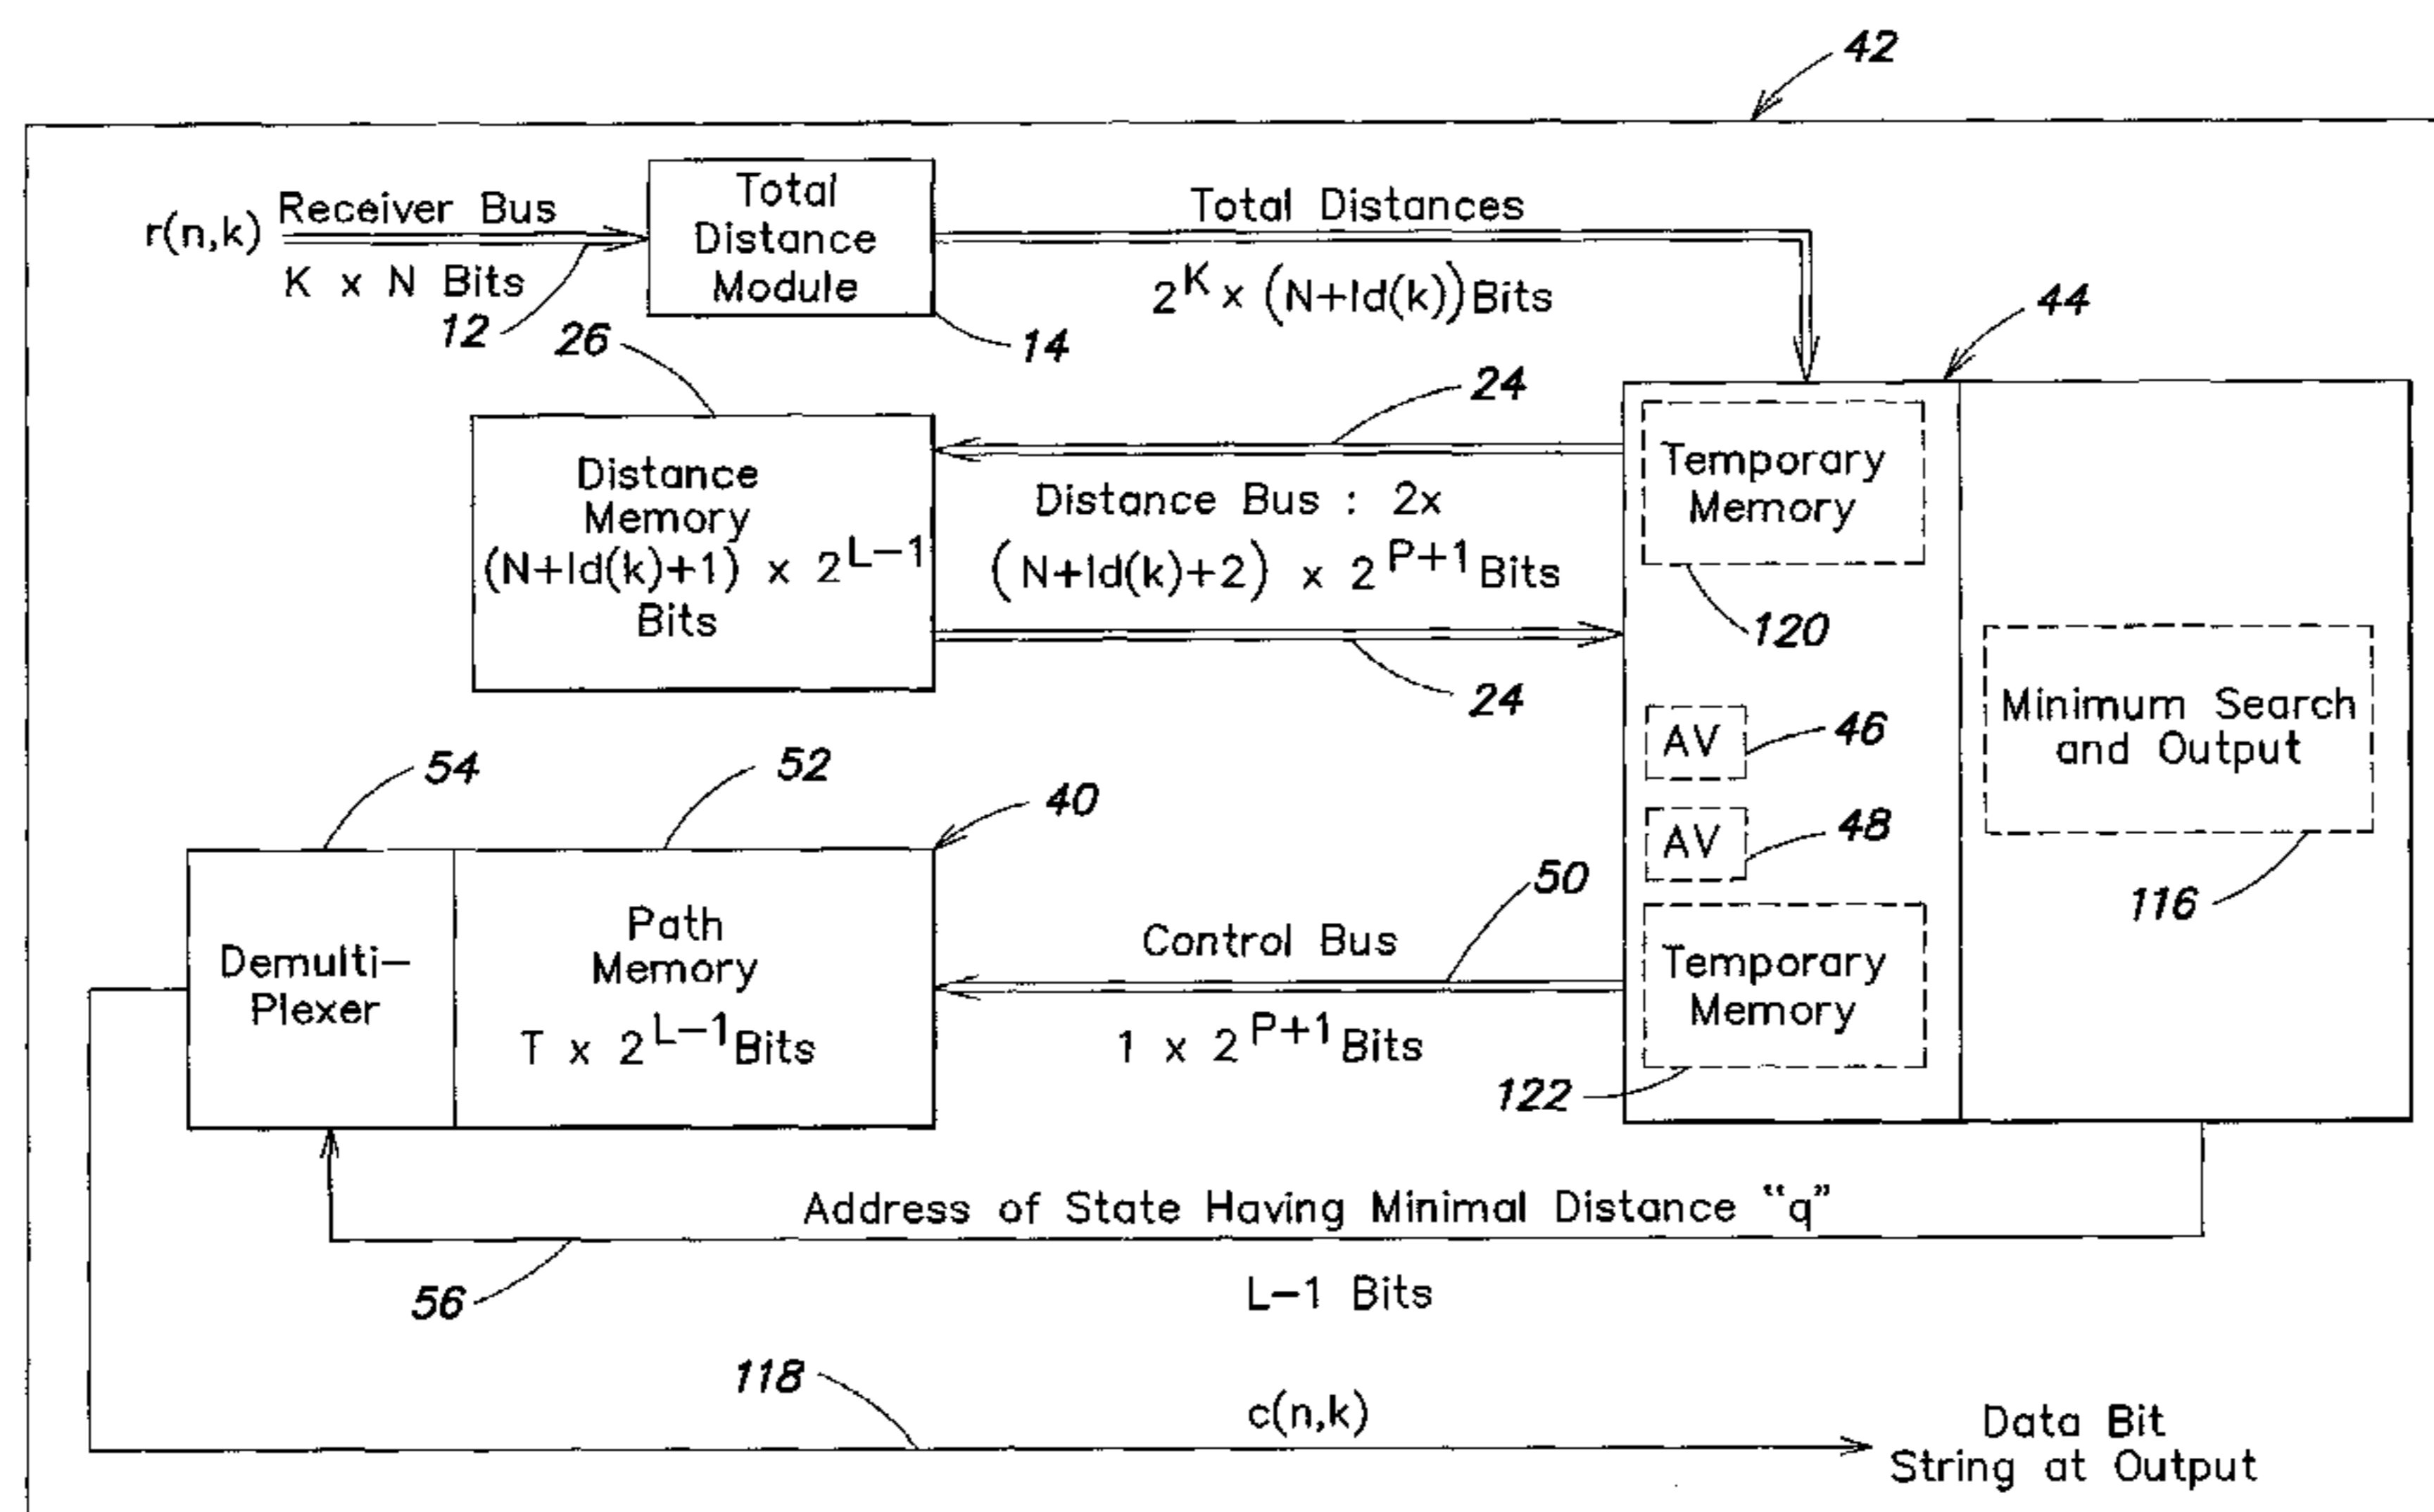 42
Receiver Bus
r(n,k)
K x N Bits
12
Total
Distance
Module
14
Total Distances
2^K x (N+ld(k)) Bits
44
26
Distance
Memory
(N+ld(k)+1) x 2^L-1
Bits
24
Distance Bus : 2x
(N+ld(k)+2) x 2^P+1 Bits
24
Temporary
Memory
120
AV
46
AV
48
Temporary
Memory
122
Minimum Search
and Output
116
54
52
40
Demulti-
Plexer
Path
Memory
T x 2^L-1 Bits
50
Control Bus
1 x 2^P+1 Bits
Address of State Having Minimal Distance "q"
56
L-1 Bits
118
c(n,k)
Data Bit
String at Output